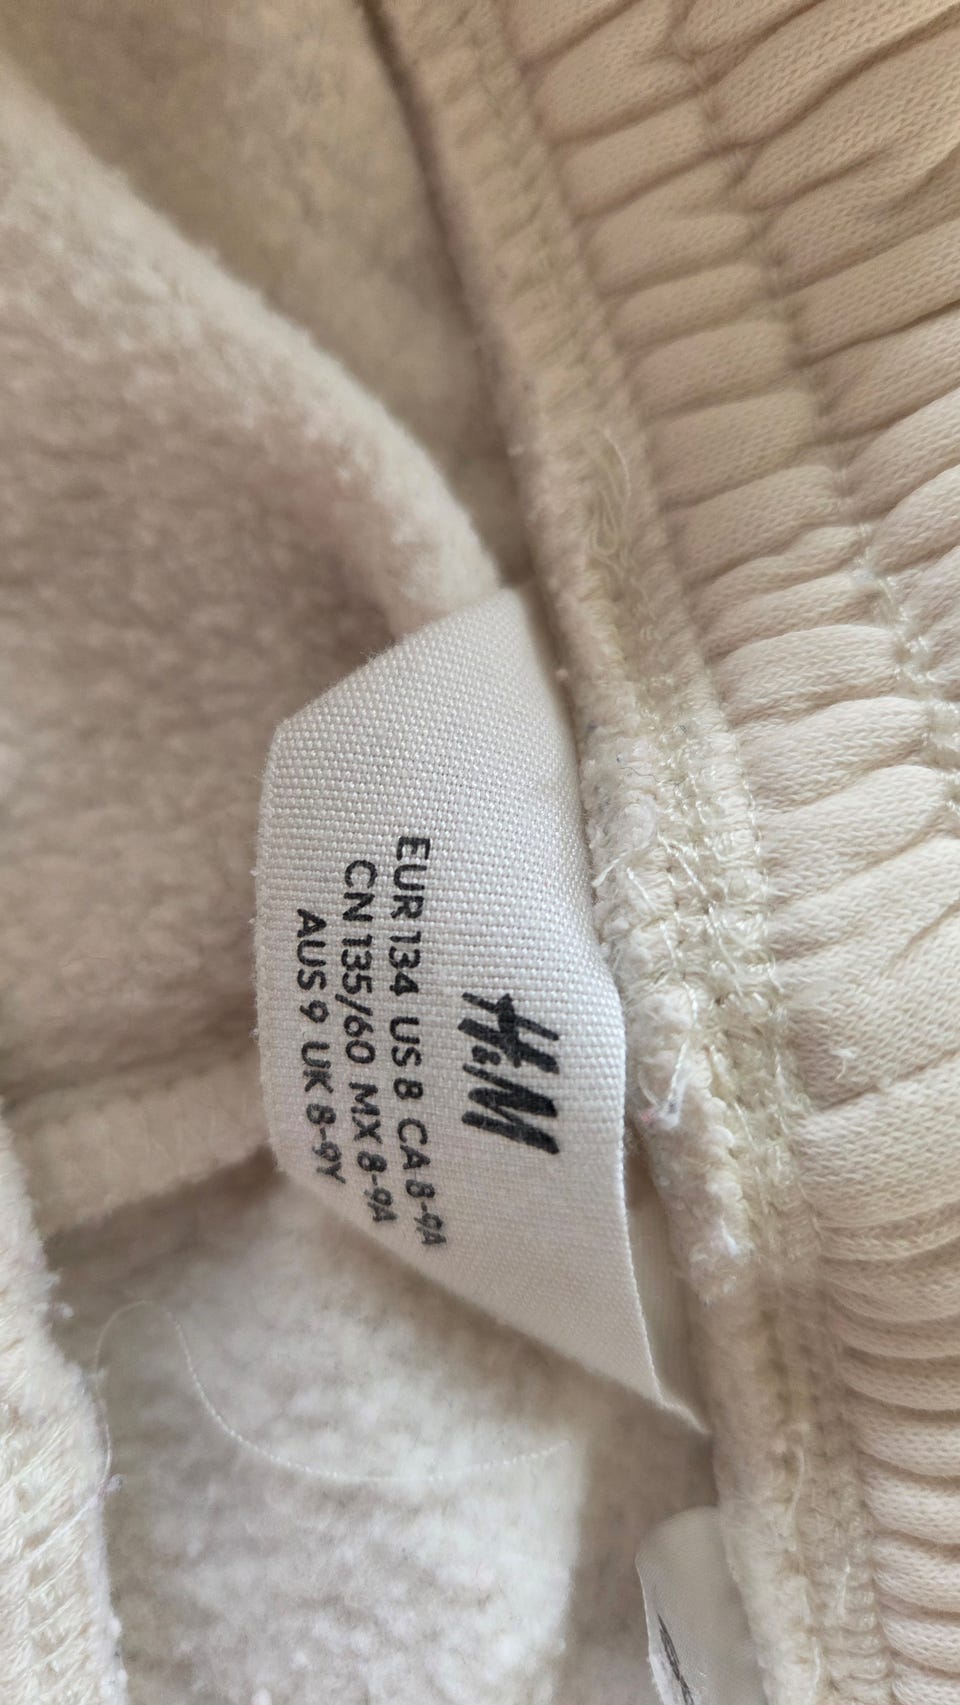 H&M
EUR 134 US 8 CA 8-9A
CN 135/60 MX 8-9A
AUS 9 UK 8-9Y